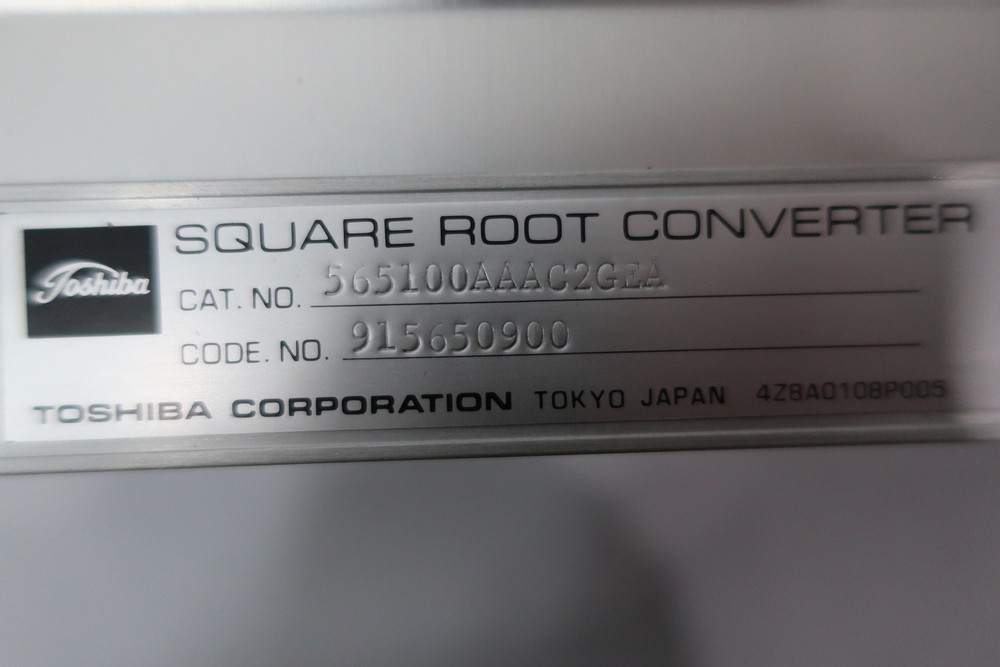 Toshiba
SQUARE ROOT CONVERTER
CAT. NO. 565100AAAC2GEA
CODE. NO. 915650900
TOSHIBA CORPORATION TOKYO JAPAN 4Z8A0108P005